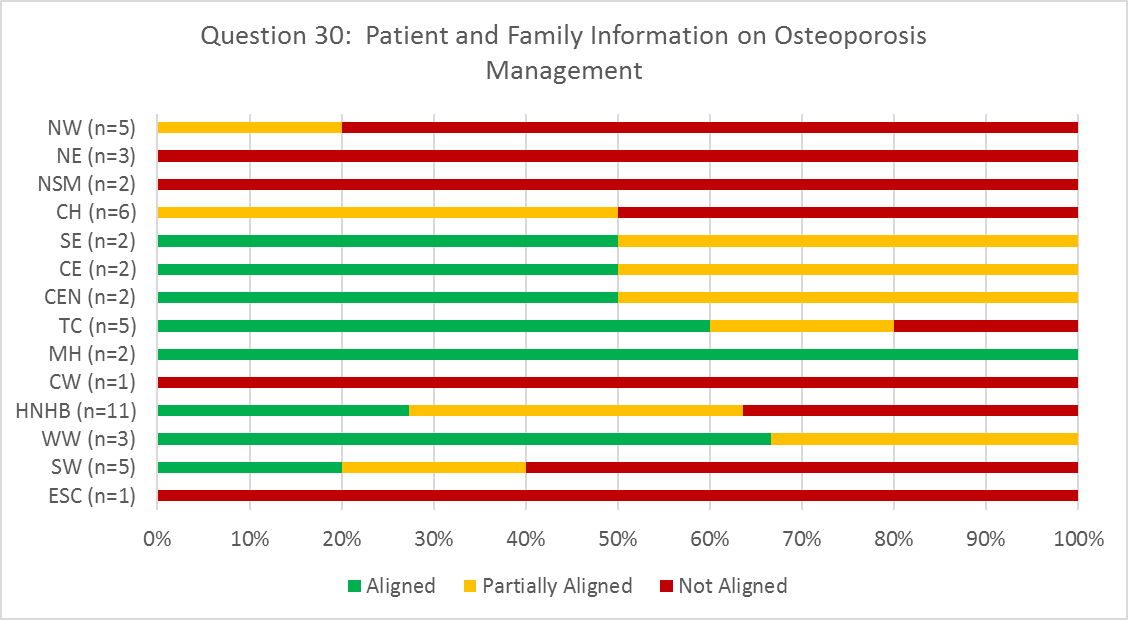 Question 30:  Patient and Family Information on Osteoporosis
Management
NW (n=5)
NE (n=3)
NSM (n=2)
CH (n=6)
SE (n=2)
CE (n=2)
CEN (n=2)
TC (n=5)
MH (n=2)
CW (n=1)
HNHB (n=11)
WW (n=3)
SW (n=5)
ESC (n=1)
0% 10% 20% 30% 40% 50% 60% 70% 80% 90% 100%
Aligned Partially Aligned Not Aligned